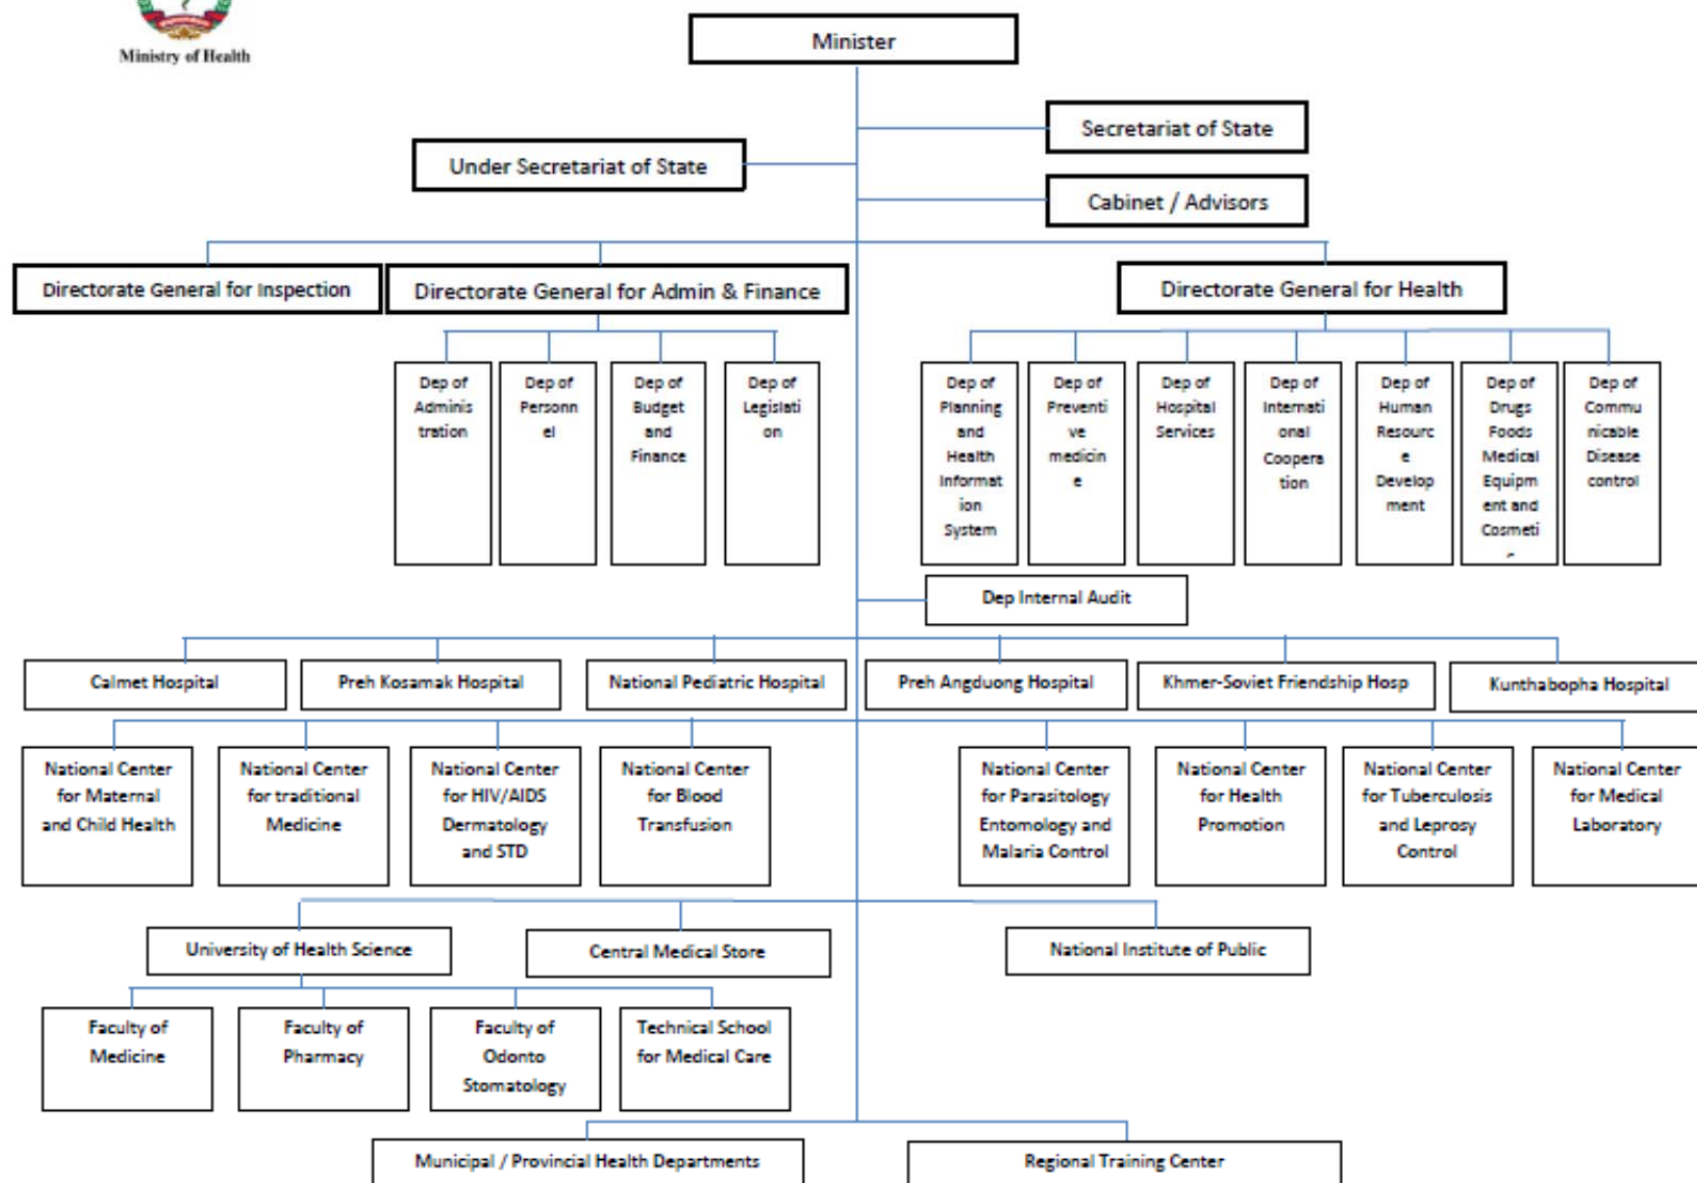 Ministry of Health
Minister
Secretariat of State
Under Secretariat of State
Cabinet / Advisors
Directorate General for Inspection
Directorate General for Admin & Finance
Directorate General for Health
Dep of
Adminis
tration
Dep of
Personn
el
Dep of
Budget
and
Finance
Dep of
Legislati
on
Dep of
Planning
and
Health
Informat
ion
System
Dep of
Preventi
ve
medicin
e
Dep of
Hospital
Services
Dep of
Internati
onal
Coopera
tion
Dep of
Human
Resourc
e
Develop
ment
Dep of
Drugs
Foods
Medical
Equipm
ent and
Cosmeti
Dep of
Commu
nicable
Disease
control
Dep Internal Audit
Calmet Hospital
Preh Kosamak Hospital
National Pediatric Hospital
Preh Angduong Hospital
Khmer-Soviet Friendship Hosp
Kunthabopha Hospital
National Center
for Maternal
and Child Health
National Center
for traditional
Medicine
National Center
for HIV/AIDS
Dermatology
and STD
National Center
for Blood
Transfusion
National Center
for Parasitology
Entomology and
Malaria Control
National Center
for Health
Promotion
National Center
for Tuberculosis
and Leprosy
Control
National Center
for Medical
Laboratory
University of Health Science
Central Medical Store
National Institute of Public
Faculty of
Medicine
Faculty of
Pharmacy
Faculty of
Odonto
Stomatology
Technical School
for Medical Care
Municipal / Provincial Health Departments
Regional Training Center